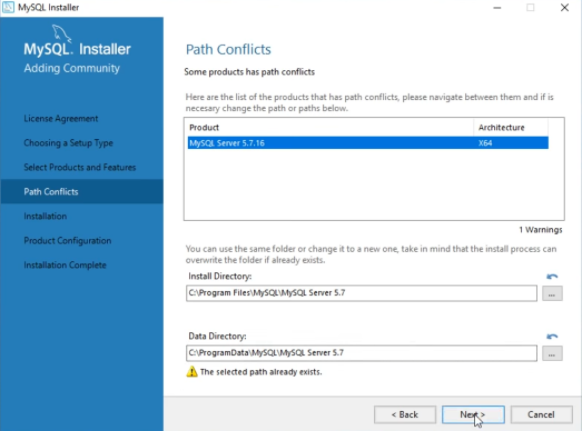 MySQL Installer
MySQL. Installer
Adding Community
License Agreement
Choosing a Setup Type
Select Products and Features
Path Conflicts
Installation
Product Configuration
Installation Complete
Path Conflicts
Some products has path conflicts
Here are the list of the products that has path conflicts, please navigate between them and if is
necesary change the path or paths below.
Product Architecture
MySQL Server 5.7.16 X64
1 Warnings
You can use the same folder or change it to a new one, take in mind that the install process can
overwrite the folder if already exists.
Install Directory:
C:\Program Files\MySQL\MySQL Server 5.7
...
Data Directory:
C:\ProgramData\MySQL\MySQL Server 5.7
...
The selected path already exists.
< Back Next > Cancel